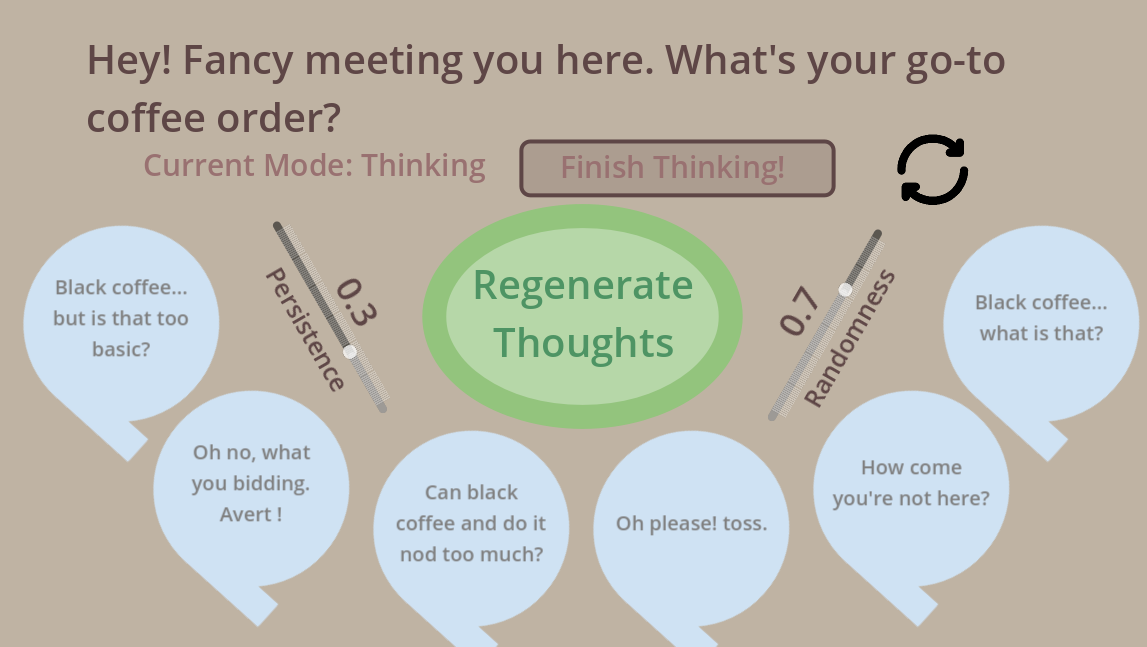 Hey! Fancy meeting you here. What's your go-to
coffee order?
Current Mode: Thinking
Finish Thinking!
Persistence
0.3
Regenerate
Thoughts
0.7
Randomness
Black coffee...
but is that too
basic?
Oh no, what
you bidding.
Avert !
Can black
coffee and do it
nod too much?
Oh please! toss.
How come
you're not here?
Black coffee...
what is that?